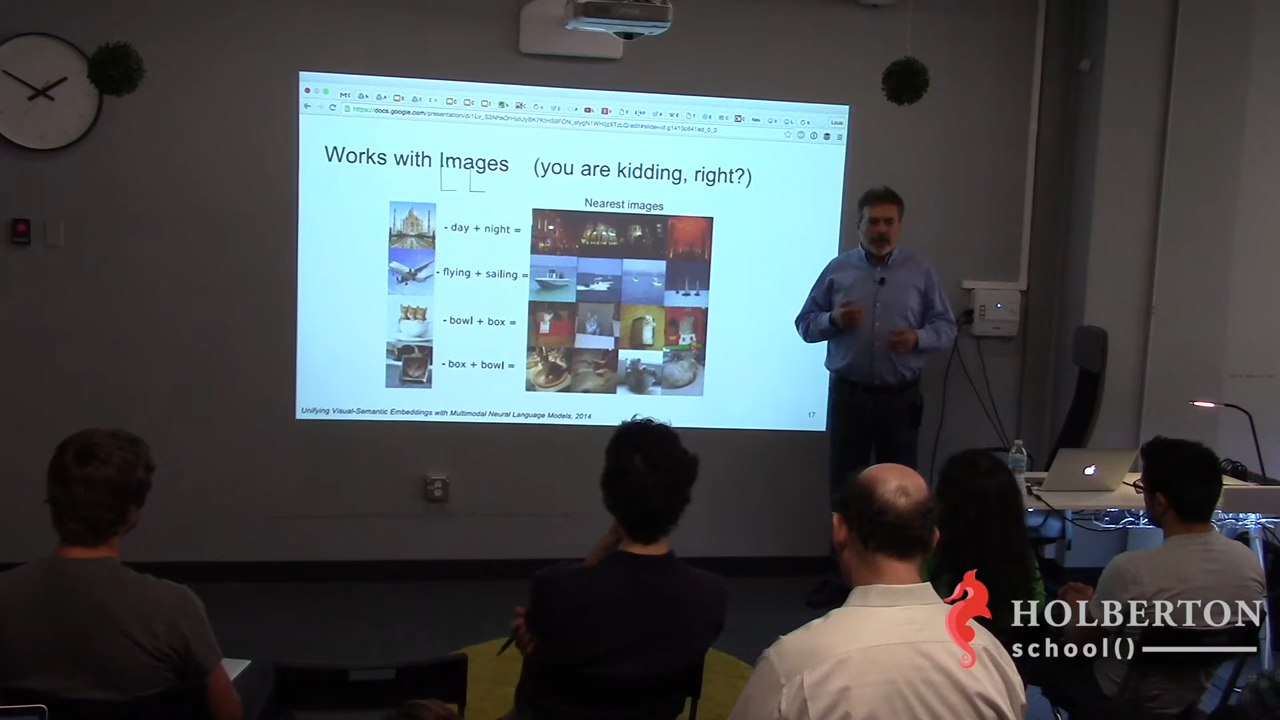 Works with Images (you are kidding, right?)
Nearest images
- day + night =
- flying + sailing =
- bowl + box =
- box + bowl =
Unifying Visual-Semantic Embeddings with Multimodal Neural Language Models, 2014
17
HOLBERTON
school()